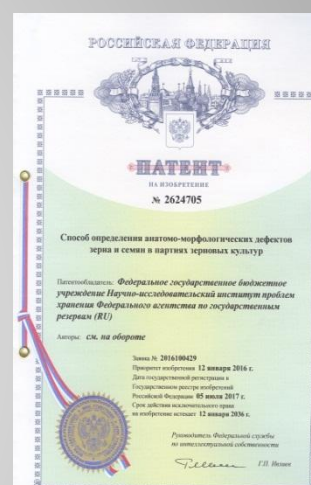 РОССИЙСКАЯ ФЕДЕРАЦИЯ
ПАТЕНТ
НА ИЗОБРЕТЕНИЕ
№ 2624705
Способ определения анатомо-морфологических дефектов
зерна и семян в партиях зерновых культур
Патентообладатель: Федеральное государственное бюджетное
учреждение Научно-исследовательский институт проблем
хранения Федерального агентства по государственным
резервам (RU)
Авторы: см. на обороте
Заявка № 2016100429
Приоритет изобретения 12 января 2016 г.
Дата государственной регистрации в
Государственном реестре изобретений
Российской Федерации 05 июля 2017 г.
Срок действия исключительного права
на изобретение истекает 12 января 2036 г.
Руководитель Федеральной службы
по интеллектуальной собственности
Г.П. Ивлиев